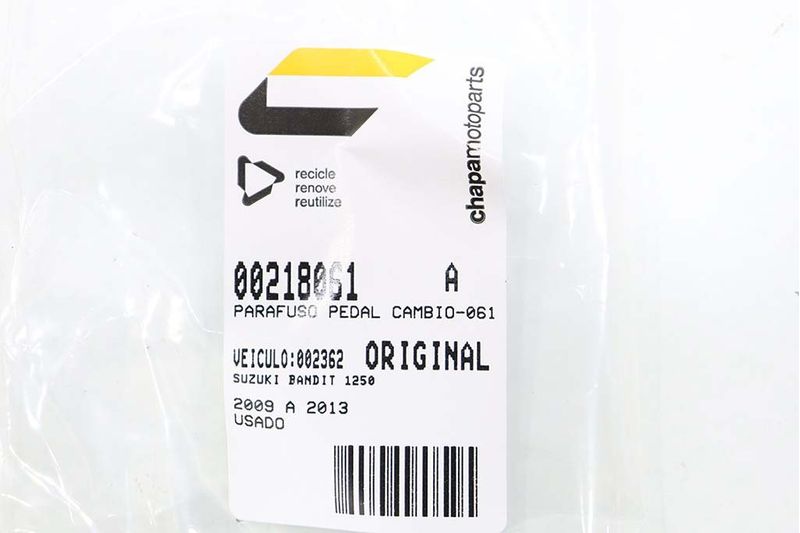 chapamotoparts
recicle
renove
reutilize
00218061 A
PARAFUSO PEDAL CAMBIO-061
VEICULO:002362 ORIGINAL
SUZUKI BANDIT 1250
2009 A 2013
USADO